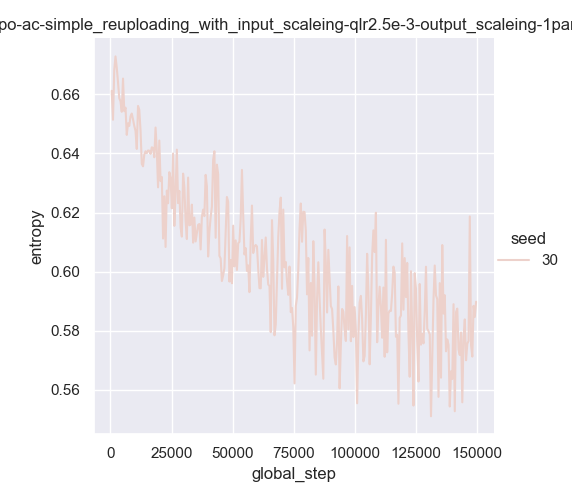 po-ac-simple_reuploading_with_input_scaleing-qlr2.5e-3-output_scaleing-1par
0.66
0.64
0.62
0.60
0.58
0.56
entropy
0 25000 50000 75000 100000 125000 150000
global_step
seed
30